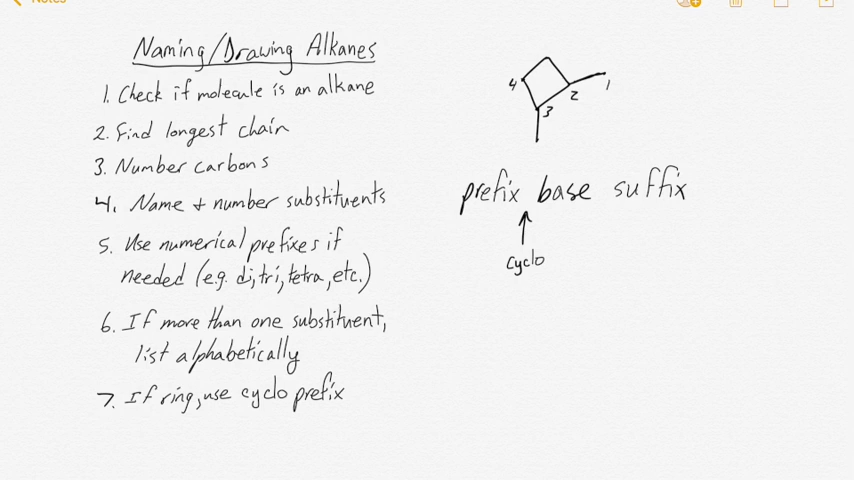 Notes
Naming/Drawing Alkanes
1. Check if molecule is an alkane
2. Find longest chain
3. Number carbons
4. Name + number substituents
5. Use numerical prefixes if
needed (e.g. di, tri, tetra, etc.)
6. If more than one substituent,
list alphabetically
7. If ring, use cyclo prefix
4
1
2
3
prefix base suffix
cyclo